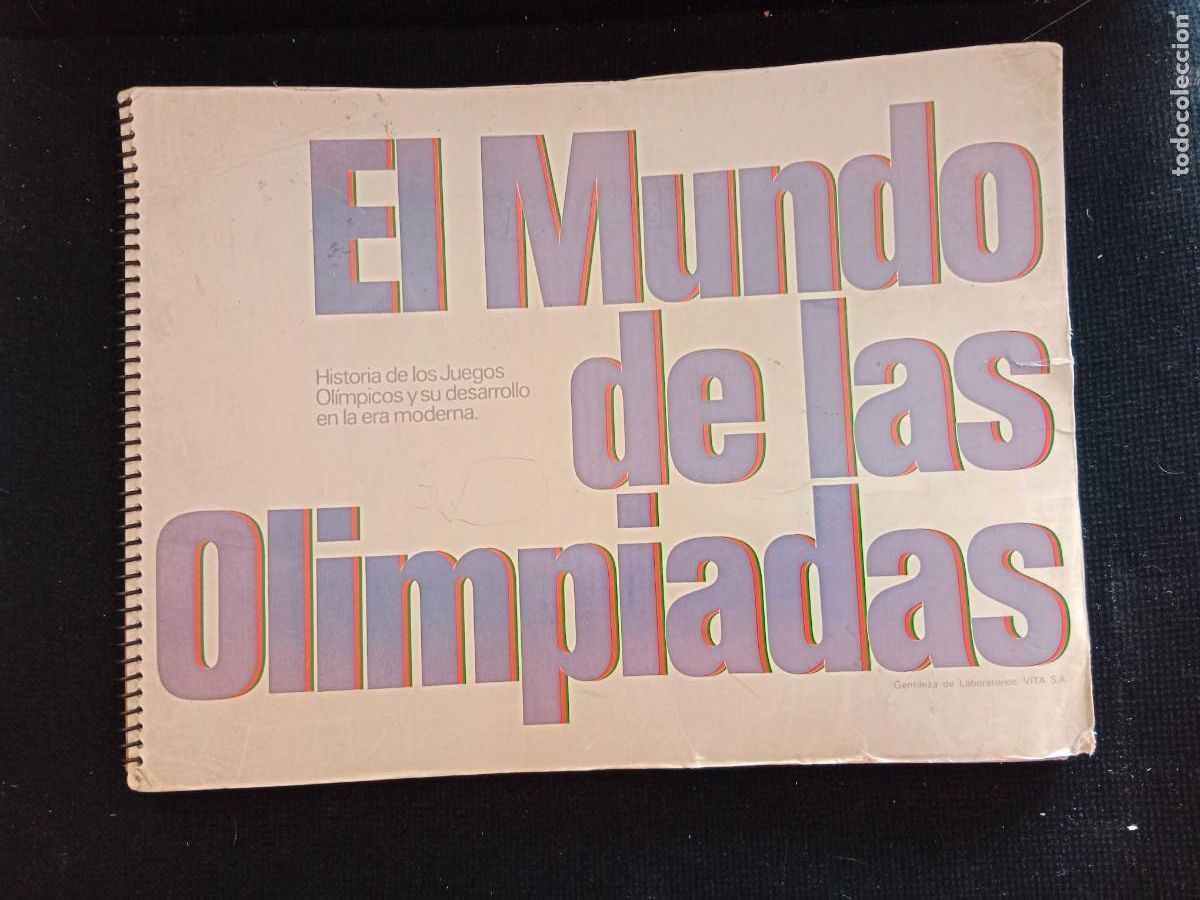 El Mundo
de las
Olimpiadas
Historia de los Juegos
Olímpicos y su desarrollo
en la era moderna.
Gentileza de Laboratorios VITA S.A.
todocoleccion